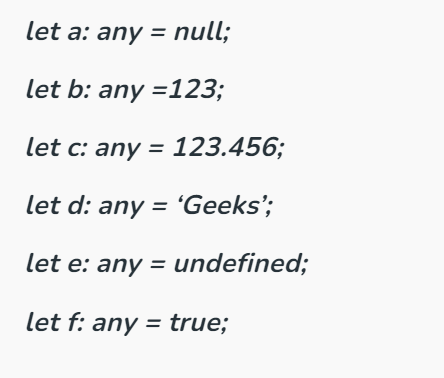 let a: any = null;
let b: any =123;
let c: any = 123.456;
let d: any = ‘Geeks’;
let e: any = undefined;
let f: any = true;